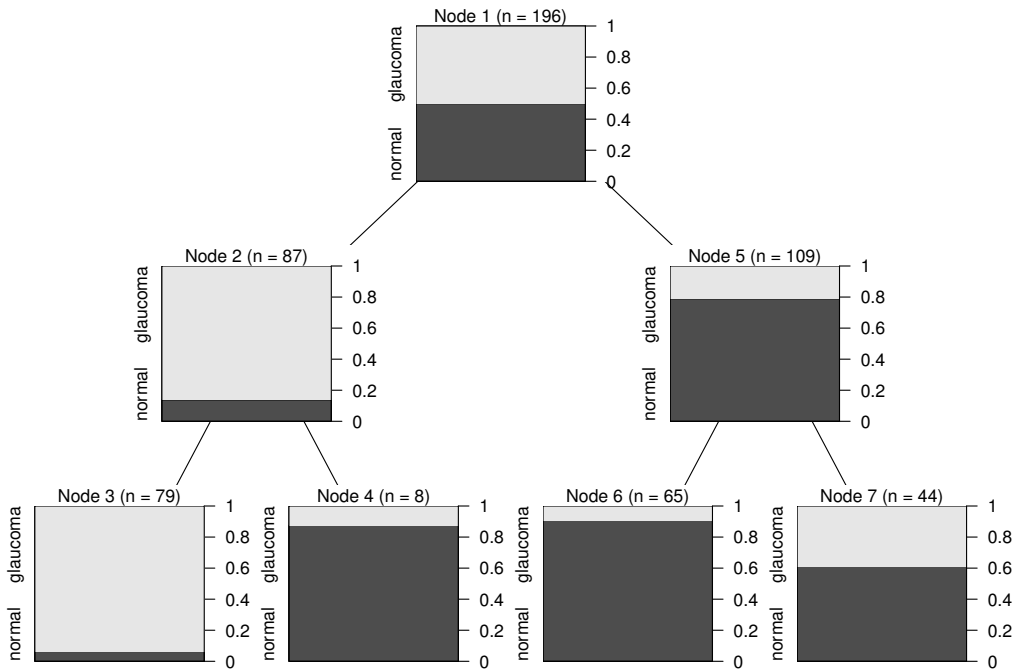 Node 1 (n = 196)
glaucoma
normal
1
0.8
0.6
0.4
0.2
0
Node 2 (n = 87)
glaucoma
normal
1
0.8
0.6
0.4
0.2
0
Node 5 (n = 109)
glaucoma
normal
1
0.8
0.6
0.4
0.2
0
Node 3 (n = 79)
glaucoma
normal
1
0.8
0.6
0.4
0.2
0
Node 4 (n = 8)
glaucoma
normal
1
0.8
0.6
0.4
0.2
0
Node 6 (n = 65)
glaucoma
normal
1
0.8
0.6
0.4
0.2
0
Node 7 (n = 44)
glaucoma
normal
1
0.8
0.6
0.4
0.2
0